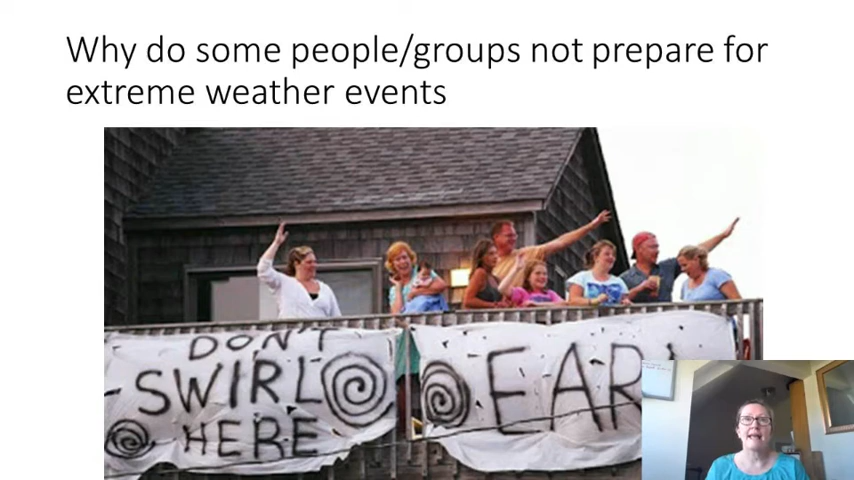 Why do some people/groups not prepare for
extreme weather events
DON'T
SWIRL
HERE
EAR